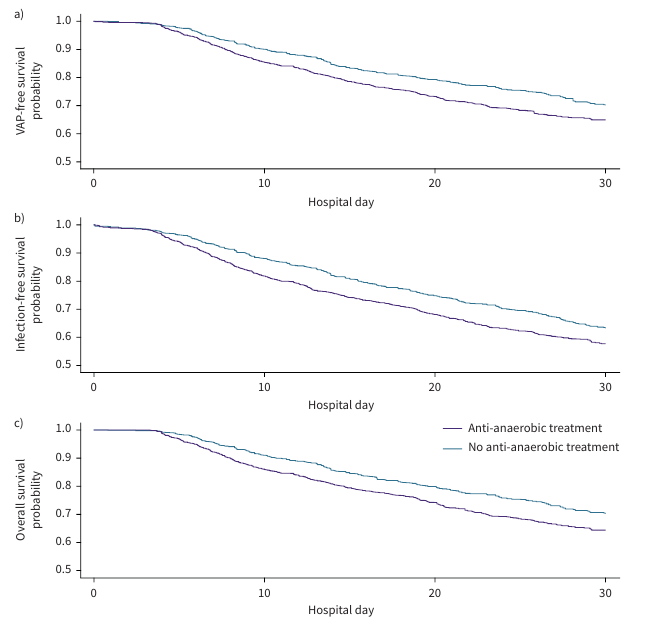 a)
VAP-free survival
probability
1.0
0.9
0.8
0.7
0.6
0.5
0
10
20
30
Hospital day
b)
Infection-free survival
probability
1.0
0.9
0.8
0.7
0.6
0.5
0
10
20
30
Hospital day
c)
Overall survival
probability
1.0
0.9
0.8
0.7
0.6
0.5
Anti-anaerobic treatment
No anti-anaerobic treatment
0
10
20
30
Hospital day